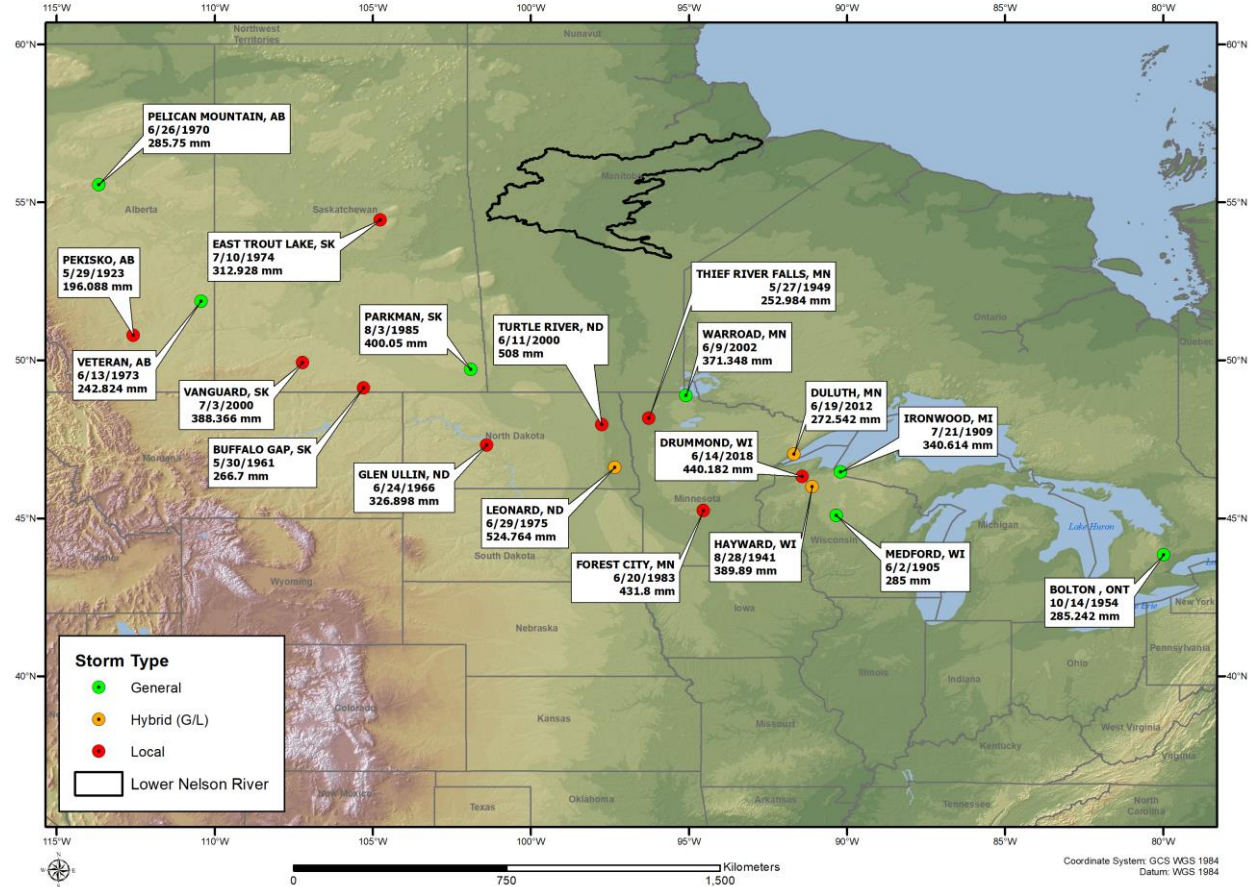 115°W 110°W 105°W 100°W 95°W 90°W 85°W 80°W
60°N
60°N
Northwest
Territories
Nunavut
PELICAN MOUNTAIN, AB
6/26/1970
285.75 mm
Manitoba
55°N
55°N
Alberta
Saskatchewan
EAST TROUT LAKE, SK
7/10/1974
312.928 mm
PEKISKO, AB
5/29/1923
196.088 mm
THIEF RIVER FALLS, MN
5/27/1949
252.984 mm
Ontario
Quebec
PARKMAN, SK
8/3/1985
400.05 mm
TURTLE RIVER, ND
6/11/2000
508 mm
WARROAD, MN
6/9/2002
371.348 mm
50°N
50°N
VETERAN, AB
6/13/1973
242.824 mm
VANGUARD, SK
7/3/2000
388.366 mm
DULUTH, MN
6/19/2012
272.542 mm
IRONWOOD, MI
7/21/1909
340.614 mm
BUFFALO GAP, SK
5/30/1961
266.7 mm
North Dakota
DRUMMOND, WI
6/14/2018
440.182 mm
Montana
GLEN ULLIN, ND
6/24/1966
326.898 mm
LEONARD, ND
6/29/1975
524.764 mm
Minnesota
45°N
45°N
Michigan
Lake Huron
Wisconsin
HAYWARD, WI
8/28/1941
389.89 mm
MEDFORD, WI
6/2/1905
285 mm
South Dakota
FOREST CITY, MN
6/20/1983
431.8 mm
BOLTON , ONT
10/14/1954
285.242 mm
Wyoming
Iowa
New York
Nebraska
Pennsylvania
40°N
40°N
Illinois
Indiana
Ohio
Storm Type
General
Hybrid (G/L)
Local
Lower Nelson River
Colorado
Kansas
Missouri
West Virginia
Kentucky
Virginia
New Mexico
Texas
Oklahoma
Arkansas
Tennessee
North
Carolina
115°W 110°W 105°W 100°W 95°W 90°W 85°W 80°W
Kilometers
0 750 1,500
Coordinate System: GCS WGS 1984
Datum: WGS 1984